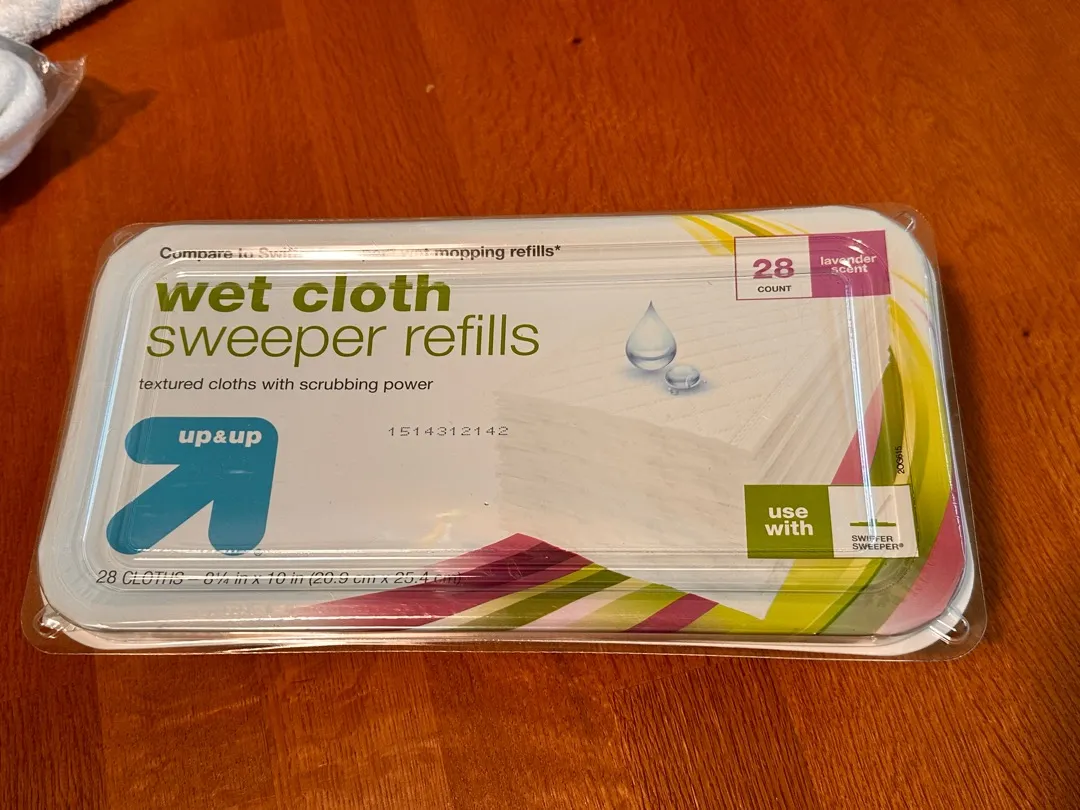 Compare to Swiffer wet mopping refills*
28
COUNT
lavender
scent
wet cloth
sweeper refills
textured cloths with scrubbing power
up&up
1514312142
use
with
SWIFFER
SWEEPER®
28 CLOTHS – 8¼ in x 10 in (20.9 cm x 25.4 cm)